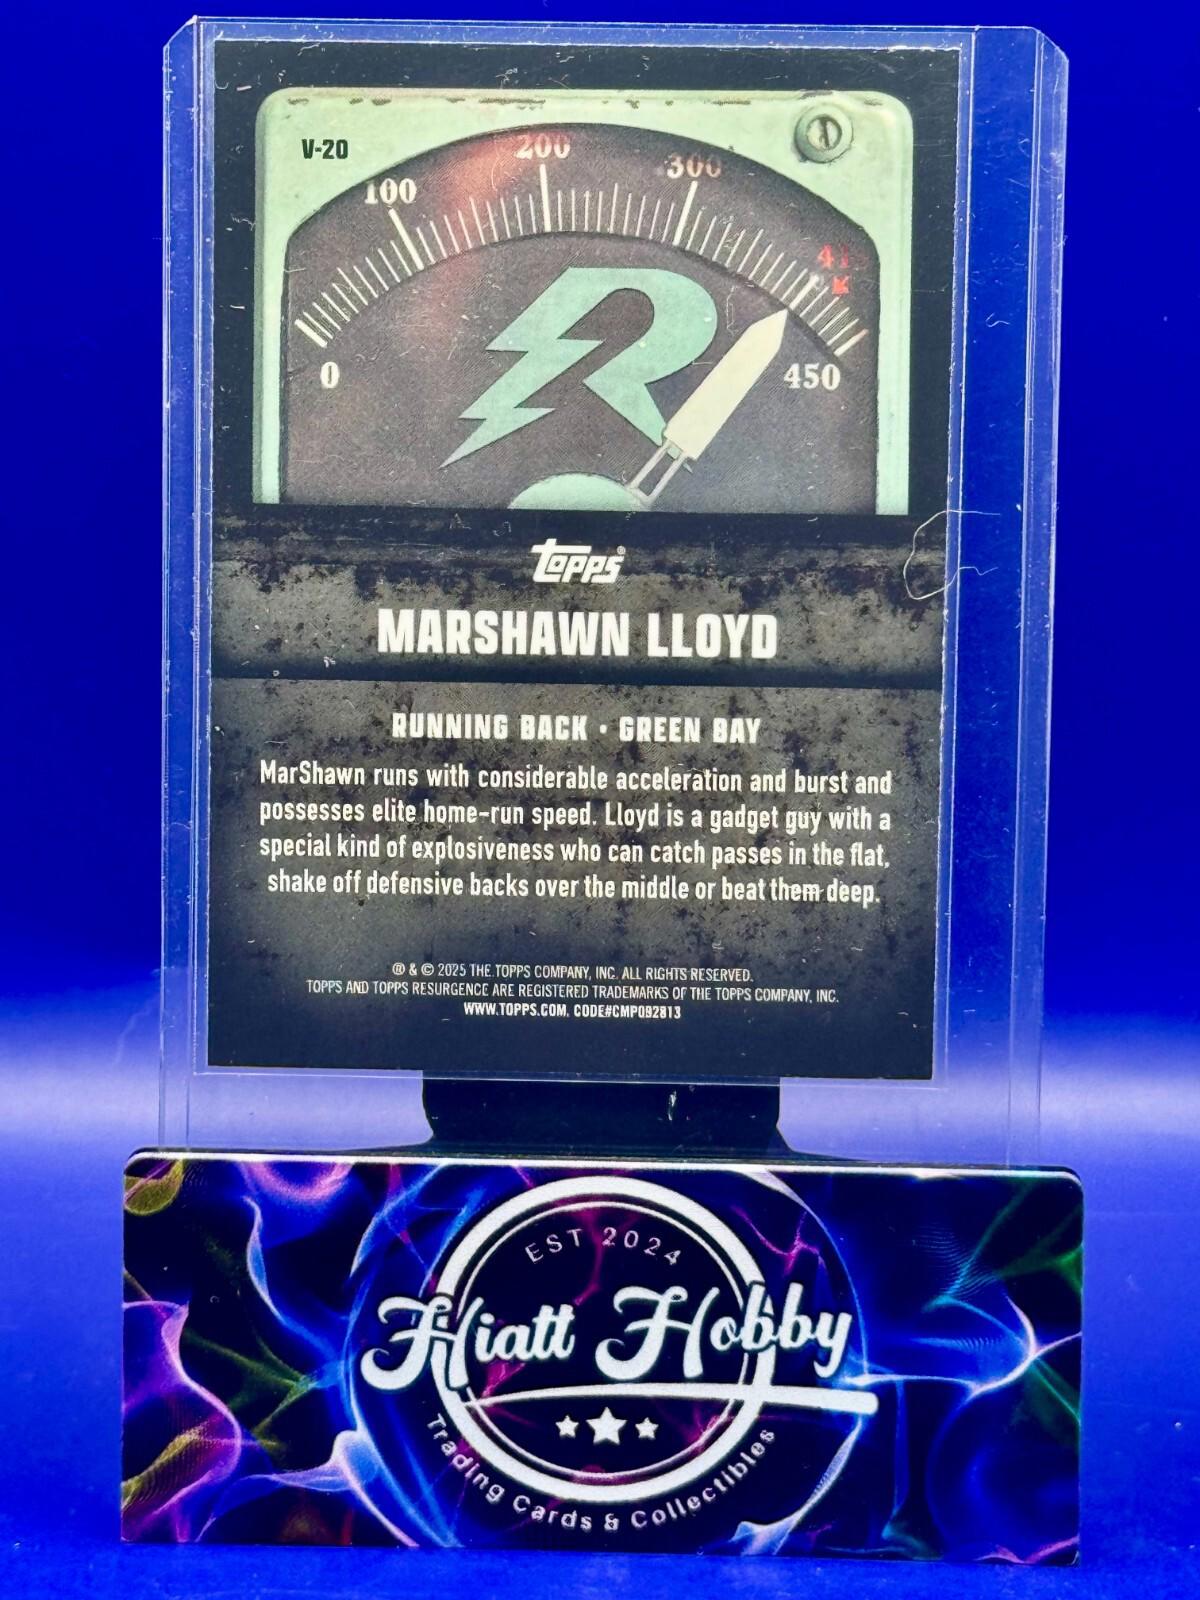 V-20
200
300
100
0
450
TOPPS
MARSHAWN LLOYD
RUNNING BACK • GREEN BAY
MarShawn runs with considerable acceleration and burst and
possesses elite home-run speed. Lloyd is a gadget guy with a
special kind of explosiveness who can catch passes in the flat,
shake off defensive backs over the middle or beat them deep.
® & © 2025 THE TOPPS COMPANY, INC. ALL RIGHTS RESERVED.
TOPPS AND TOPPS RESURGENCE ARE REGISTERED TRADEMARKS OF THE TOPPS COMPANY, INC.
WWW.TOPPS.COM. CODE#CMP092813
EST 2024
Hiatt Hobby
Trading Cards & Collectibles